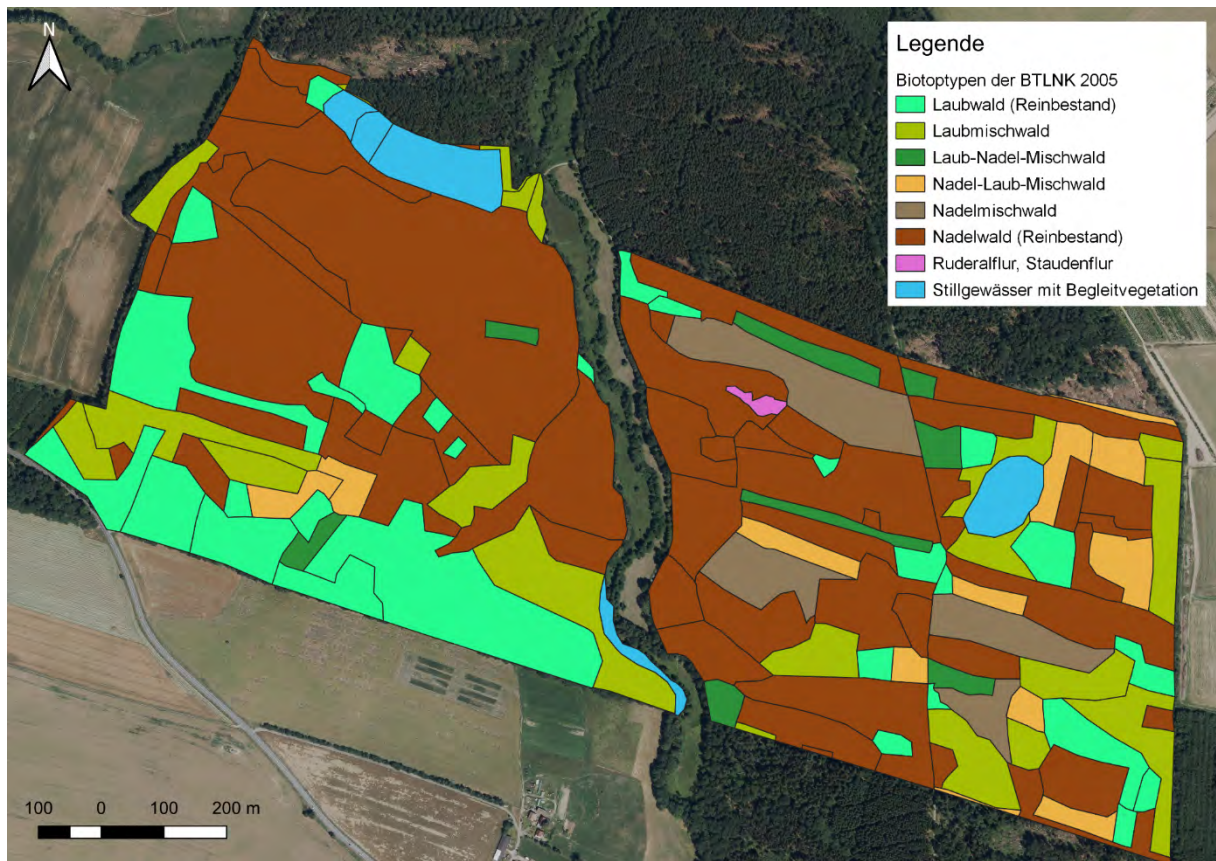 N
Legende
Biotoptypen der BTLNK 2005
Laubwald (Reinbestand)
Laubmischwald
Laub-Nadel-Mischwald
Nadel-Laub-Mischwald
Nadelmischwald
Nadelwald (Reinbestand)
Ruderalflur, Staudenflur
Stillgewässer mit Begleitvegetation
100 0 100 200 m